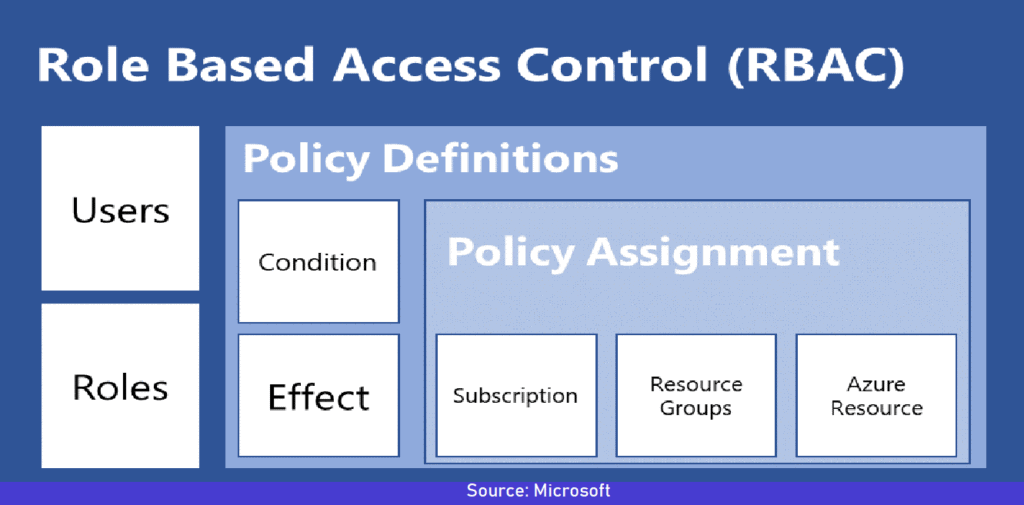 Role Based Access Control (RBAC)
Users
Roles
Policy Definitions
Condition
Effect
Policy Assignment
Subscription
Resource
Groups
Azure
Resource
Source: Microsoft